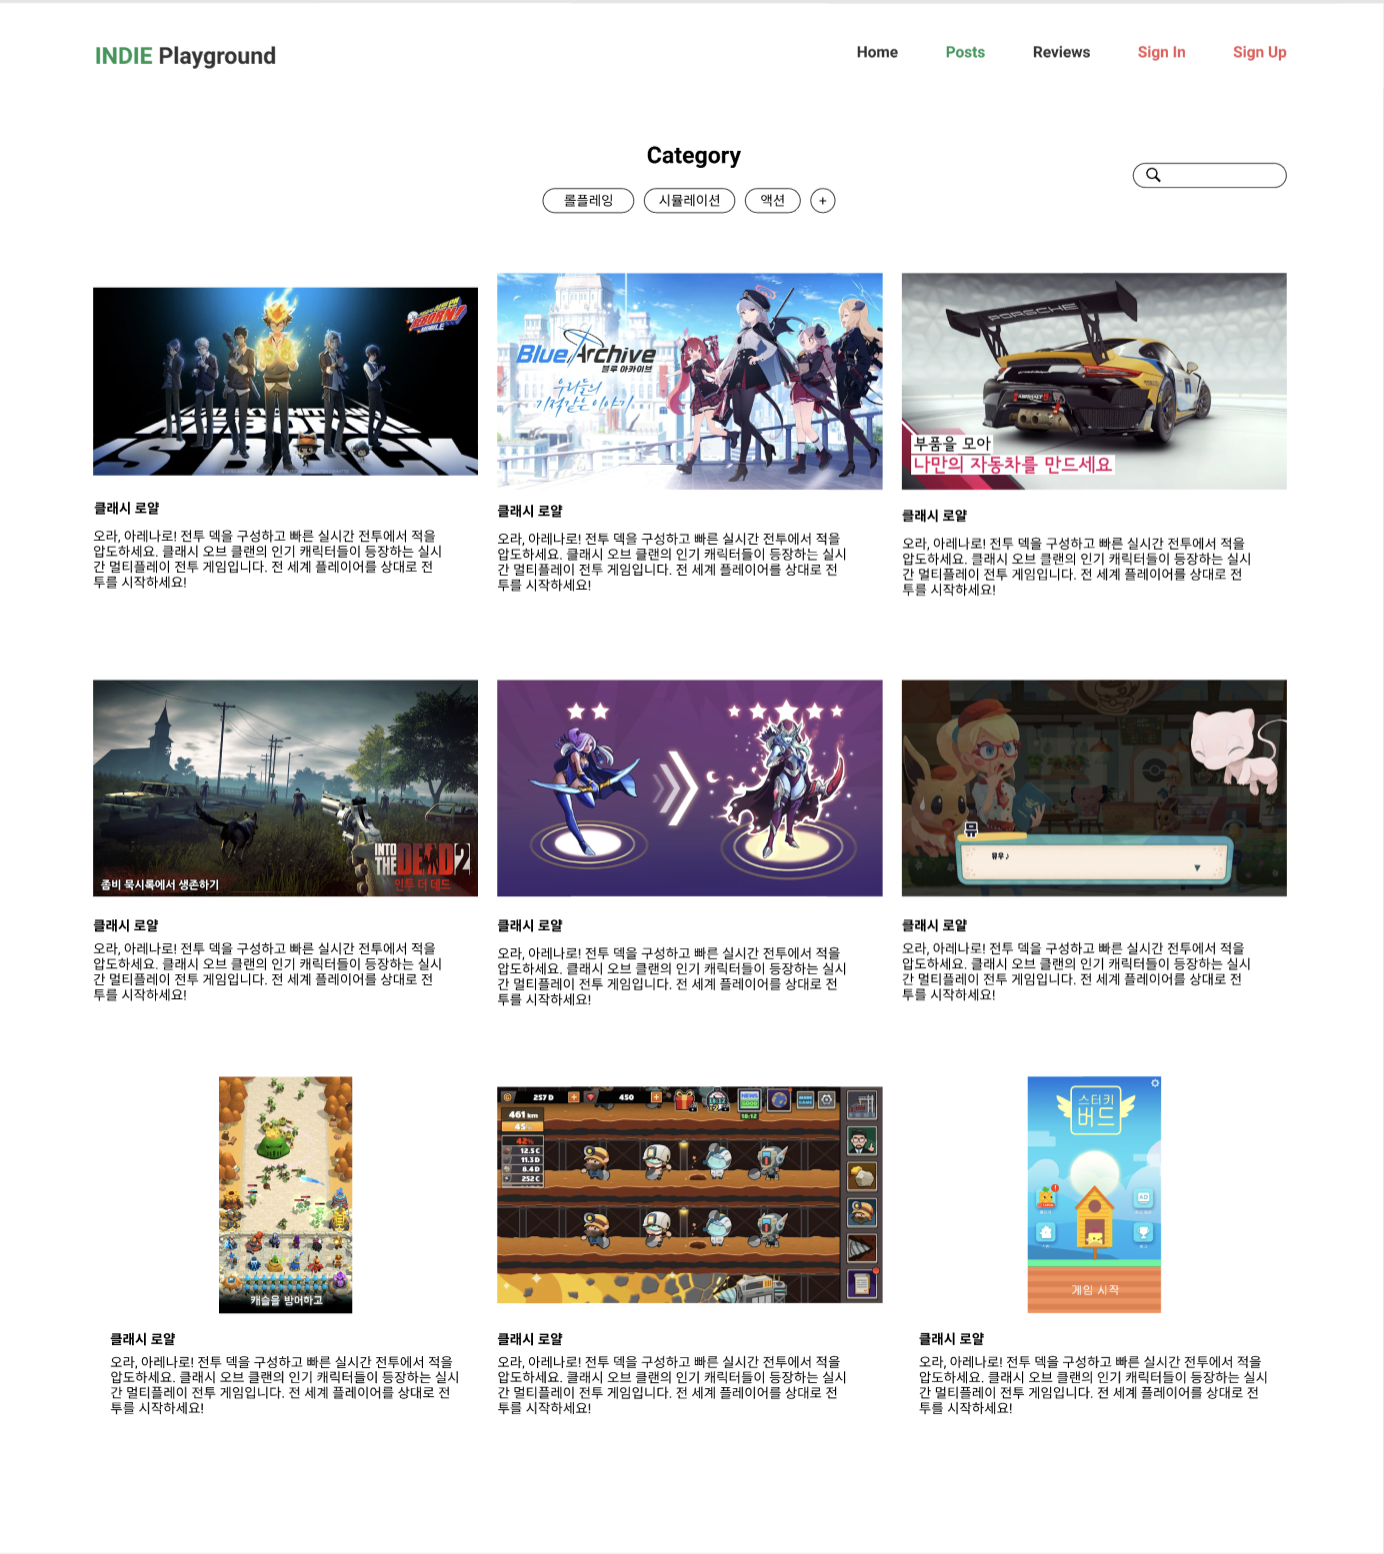 INDIE Playground
Home
Posts
Reviews
Sign In
Sign Up
Category
롤플레잉
시뮬레이션
액션
+
REBORN!
MOBILE
Blue Archive
블루 아카이브
우리들의
기적같은 이야기
PORSCHE
부품을 모아
나만의 자동차를 만드세요
클래시 로얄
오라, 아레나로! 전투 덱을 구성하고 빠른 실시간 전투에서 적을
압도하세요. 클래시 오브 클랜의 인기 캐릭터들이 등장하는 실시
간 멀티플레이 전투 게임입니다. 전 세계 플레이어를 상대로 전
투를 시작하세요!
클래시 로얄
오라, 아레나로! 전투 덱을 구성하고 빠른 실시간 전투에서 적을
압도하세요. 클래시 오브 클랜의 인기 캐릭터들이 등장하는 실시
간 멀티플레이 전투 게임입니다. 전 세계 플레이어를 상대로 전
투를 시작하세요!
클래시 로얄
오라, 아레나로! 전투 덱을 구성하고 빠른 실시간 전투에서 적을
압도하세요. 클래시 오브 클랜의 인기 캐릭터들이 등장하는 실시
간 멀티플레이 전투 게임입니다. 전 세계 플레이어를 상대로 전
투를 시작하세요!
좀비 묵시록에서 생존하기
INTO
THE DEAD 2
인투 더 데드
뮤
뮤우♪
클래시 로얄
오라, 아레나로! 전투 덱을 구성하고 빠른 실시간 전투에서 적을
압도하세요. 클래시 오브 클랜의 인기 캐릭터들이 등장하는 실시
간 멀티플레이 전투 게임입니다. 전 세계 플레이어를 상대로 전
투를 시작하세요!
클래시 로얄
오라, 아레나로! 전투 덱을 구성하고 빠른 실시간 전투에서 적을
압도하세요. 클래시 오브 클랜의 인기 캐릭터들이 등장하는 실시
간 멀티플레이 전투 게임입니다. 전 세계 플레이어를 상대로 전
투를 시작하세요!
클래시 로얄
오라, 아레나로! 전투 덱을 구성하고 빠른 실시간 전투에서 적을
압도하세요. 클래시 오브 클랜의 인기 캐릭터들이 등장하는 실시
간 멀티플레이 전투 게임입니다. 전 세계 플레이어를 상대로 전
투를 시작하세요!
캐슬을 방어하고
257 D
450
NEWS
461 km
45
42%
12.5 C
11.3 D
8.4 D
252 C
스터키
버드
AD
게임 시작
클래시 로얄
오라, 아레나로! 전투 덱을 구성하고 빠른 실시간 전투에서 적을
압도하세요. 클래시 오브 클랜의 인기 캐릭터들이 등장하는 실시
간 멀티플레이 전투 게임입니다. 전 세계 플레이어를 상대로 전
투를 시작하세요!
클래시 로얄
오라, 아레나로! 전투 덱을 구성하고 빠른 실시간 전투에서 적을
압도하세요. 클래시 오브 클랜의 인기 캐릭터들이 등장하는 실시
간 멀티플레이 전투 게임입니다. 전 세계 플레이어를 상대로 전
투를 시작하세요!
클래시 로얄
오라, 아레나로! 전투 덱을 구성하고 빠른 실시간 전투에서 적을
압도하세요. 클래시 오브 클랜의 인기 캐릭터들이 등장하는 실시
간 멀티플레이 전투 게임입니다. 전 세계 플레이어를 상대로 전
투를 시작하세요!